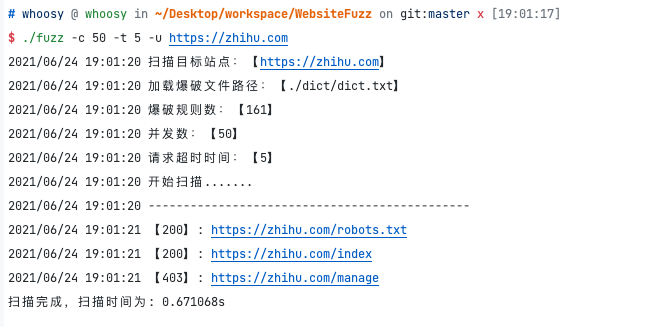 # whoosy @ whoosy in ~/Desktop/workspace/WebsiteFuzz on git:master x [19:01:17]
$ ./fuzz -c 50 -t 5 -u https://zhihu.com
2021/06/24 19:01:20 扫描目标站点：【https://zhihu.com】
2021/06/24 19:01:20 加载爆破文件路径：【./dict/dict.txt】
2021/06/24 19:01:20 爆破规则数：【161】
2021/06/24 19:01:20 并发数：【50】
2021/06/24 19:01:20 请求超时时间：【5】
2021/06/24 19:01:20 开始扫描.......
2021/06/24 19:01:20 ----------------------------------------------
2021/06/24 19:01:21 【200】: https://zhihu.com/robots.txt
2021/06/24 19:01:21 【200】: https://zhihu.com/index
2021/06/24 19:01:21 【403】: https://zhihu.com/manage
扫描完成, 扫描时间为: 0.671068s